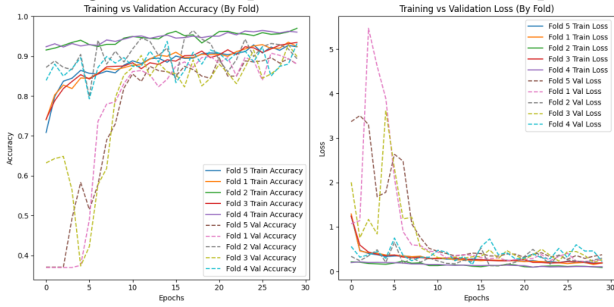 Training vs Validation Accuracy (By Fold)
1.0
0.9
0.8
0.7
0.6
0.5
0.4
Accuracy
Fold 5 Train Accuracy
Fold 1 Train Accuracy
Fold 2 Train Accuracy
Fold 3 Train Accuracy
Fold 4 Train Accuracy
Fold 5 Val Accuracy
Fold 1 Val Accuracy
Fold 2 Val Accuracy
Fold 3 Val Accuracy
Fold 4 Val Accuracy
0 5 10 15 20 25 30
Epochs
Training vs Validation Loss (By Fold)
5
4
3
2
1
0
Loss
Fold 5 Train Loss
Fold 1 Train Loss
Fold 2 Train Loss
Fold 3 Train Loss
Fold 4 Train Loss
Fold 5 Val Loss
Fold 1 Val Loss
Fold 2 Val Loss
Fold 3 Val Loss
Fold 4 Val Loss
0 5 10 15 20 25 30
Epochs